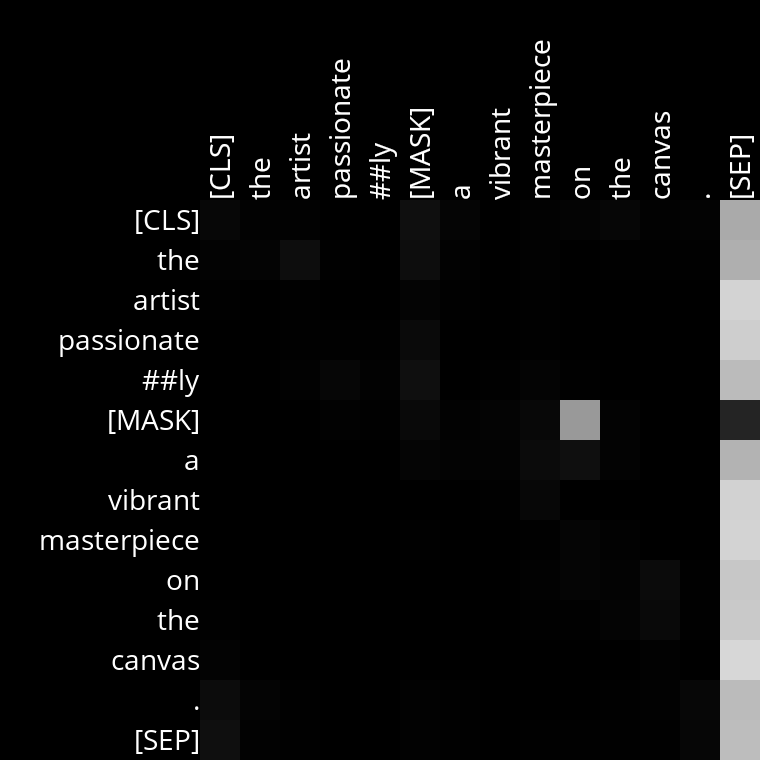 [CLS]
the
artist
passionate
##ly
[MASK]
a
vibrant
masterpiece
on
the
canvas
.
[SEP]
[CLS]
the
artist
passionate
##ly
[MASK]
a
vibrant
masterpiece
on
the
canvas
.
[SEP]